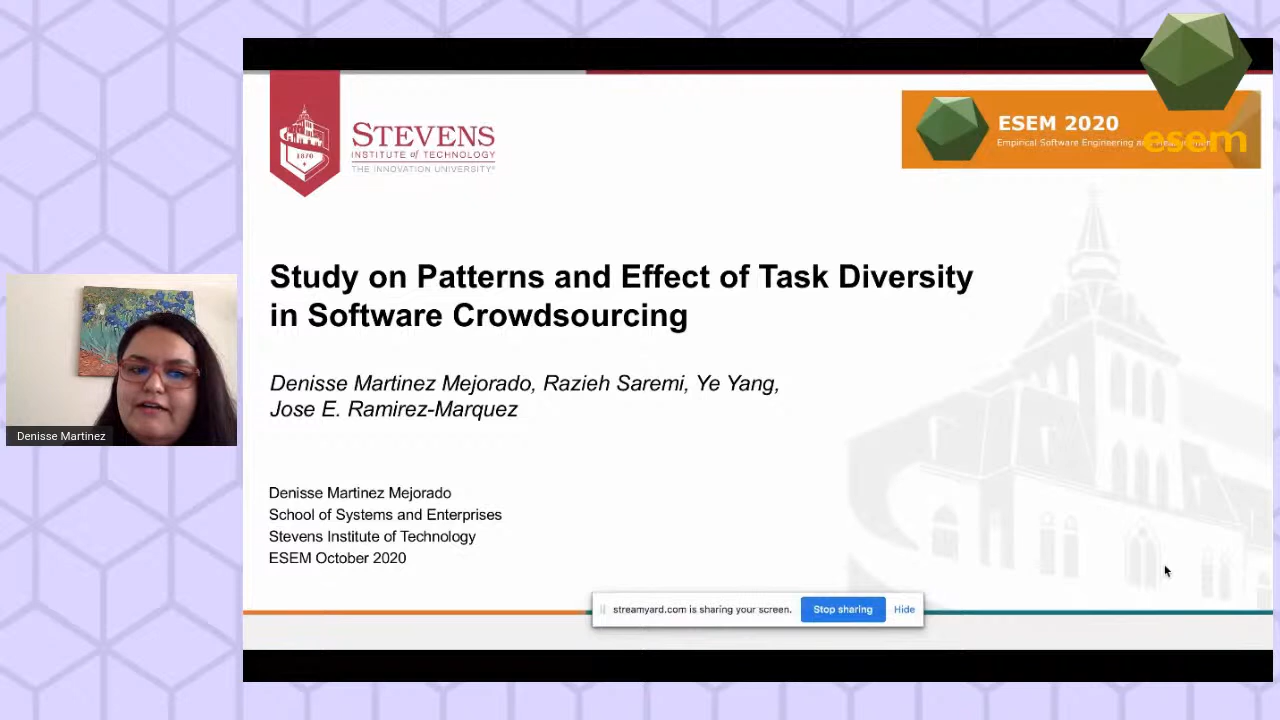 STEVENS
INSTITUTE of TECHNOLOGY
THE INNOVATION UNIVERSITY®
1870
ESEM 2020
Empirical Software Engineering
esem
Study on Patterns and Effect of Task Diversity
in Software Crowdsourcing
Denisse Martinez Mejorado, Razieh Saremi, Ye Yang,
Jose E. Ramirez-Marquez
Denisse Martinez
Denisse Martinez Mejorado
School of Systems and Enterprises
Stevens Institute of Technology
ESEM October 2020
streamyard.com is sharing your screen. Stop sharing Hide